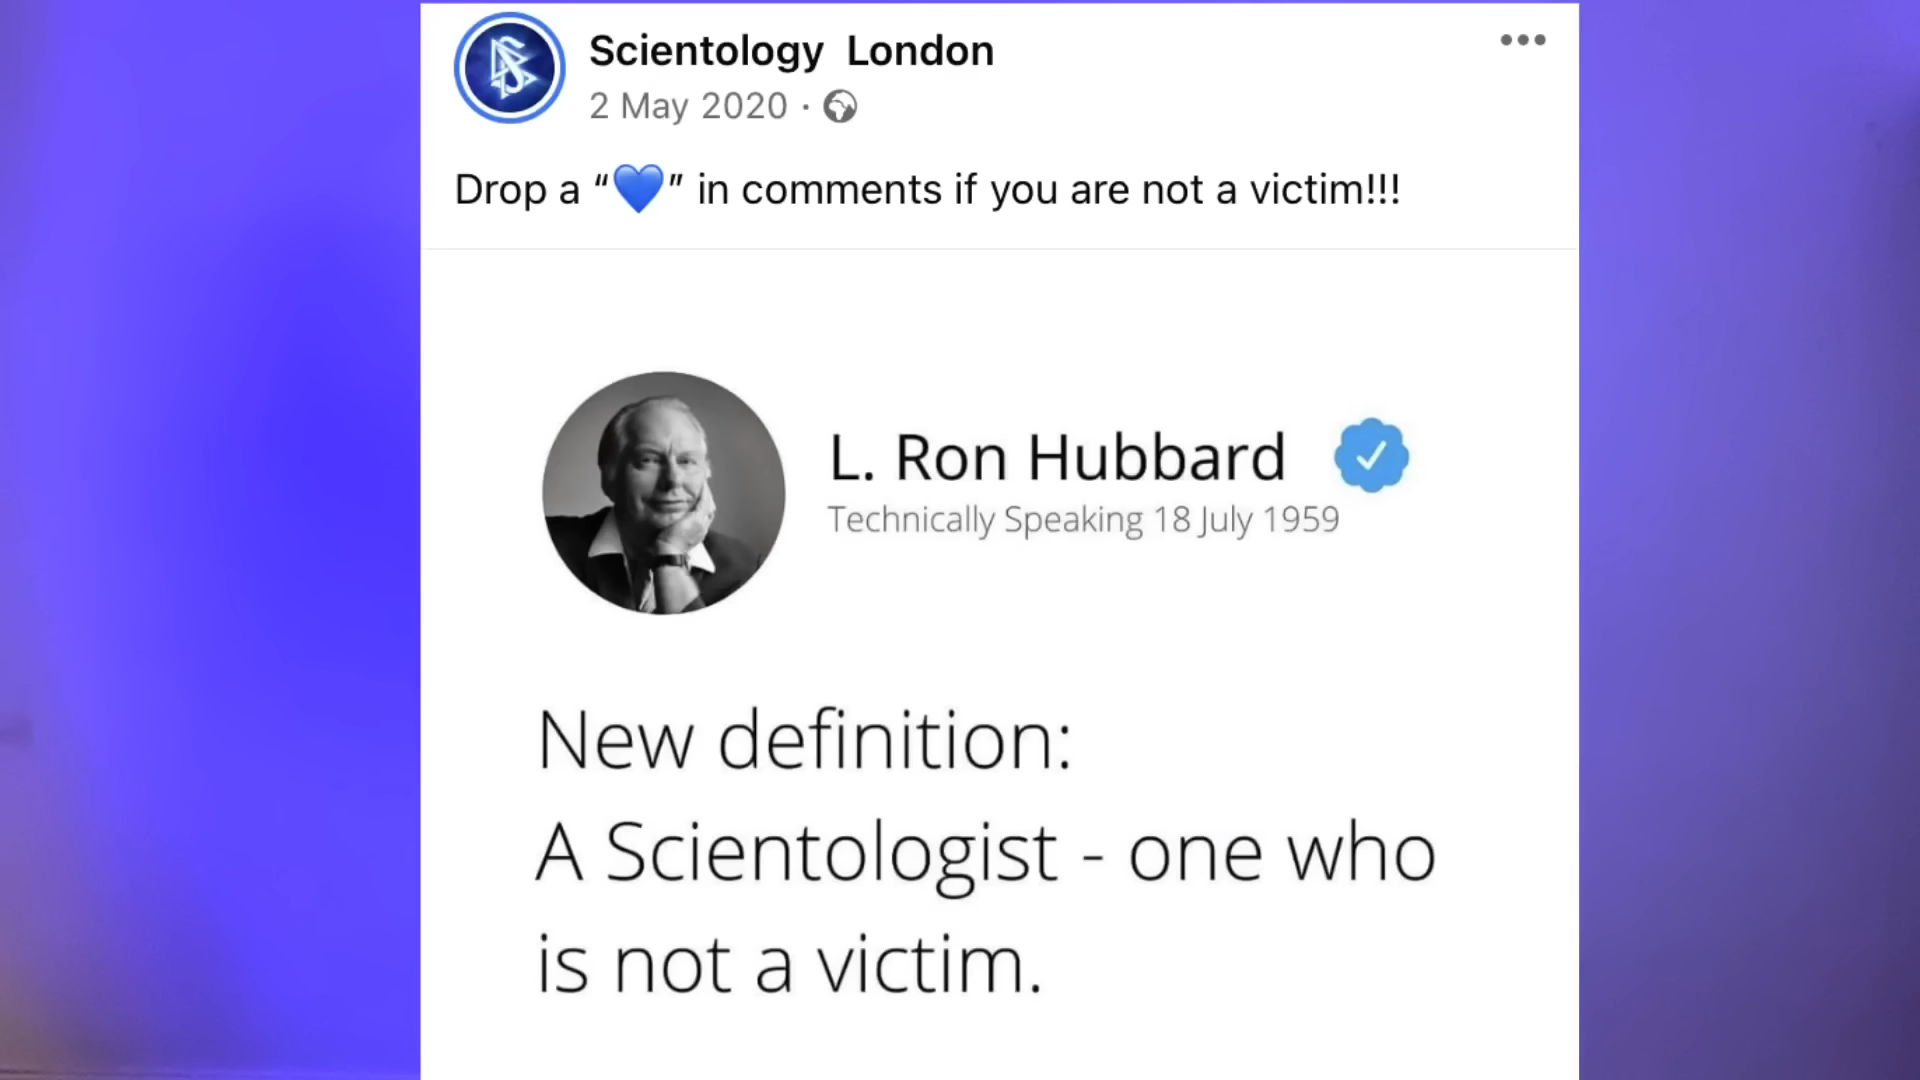 Scientology London
2 May 2020 ·
Drop a “💙” in comments if you are not a victim!!!
L. Ron Hubbard
Technically Speaking 18 July 1959
New definition:
A Scientologist - one who
is not a victim.